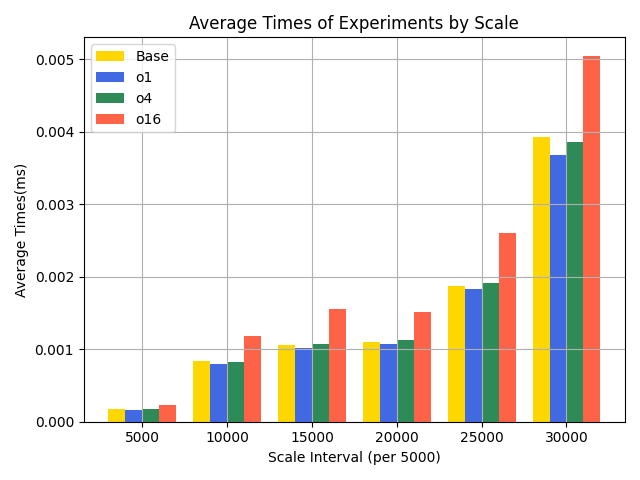 Average Times of Experiments by Scale
Base
o1
o4
o16
Average Times(ms)
0.005
0.004
0.003
0.002
0.001
0.000
5000 10000 15000 20000 25000 30000
Scale Interval (per 5000)